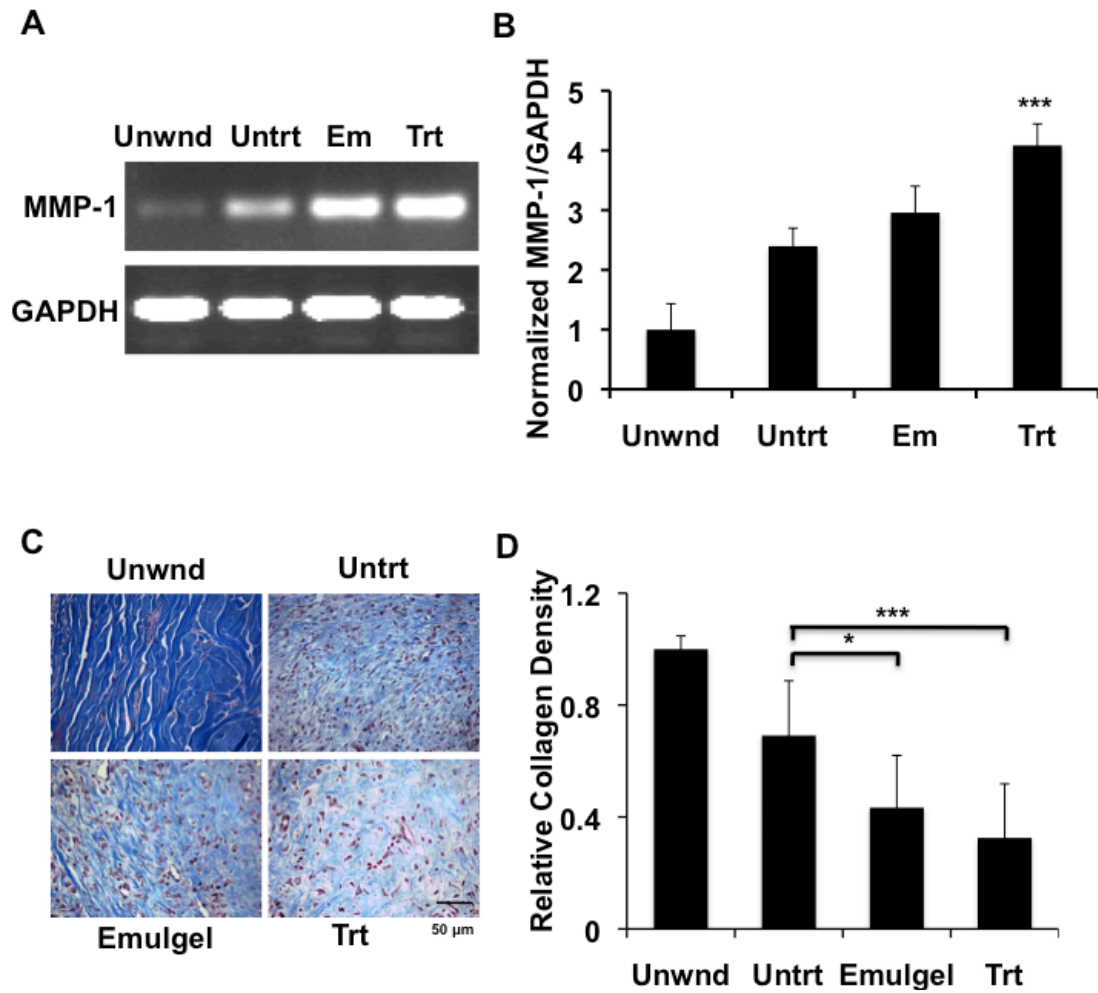 A
Unwnd Untrt Em Trt
MMP-1
GAPDH
B
Normalized MMP-1/GAPDH
5
4
3
2
1
0
***
Unwnd Untrt Em Trt
C
Unwnd Untrt
Emulgel Trt
50 µm
D
Relative Collagen Density
1.2
0.8
0.4
0
***
*
Unwnd Untrt Emulgel Trt